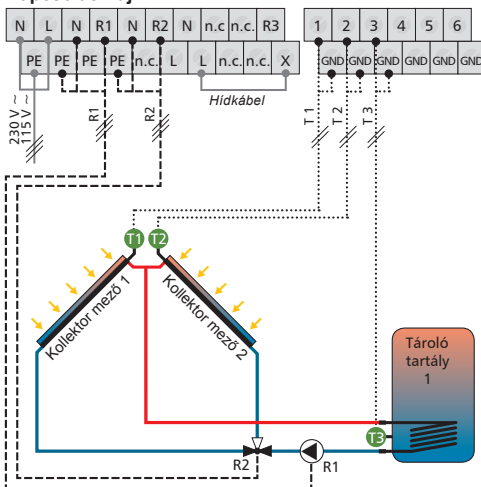 N L N R1 N R2 N n.c n.c. R3
1 2 3 4 5 6
PE PE PE PE n.c. L L n.c. n.c. X
GND GND GND GND GND GND
Hídkábel
230 V ~
115 V ~
R1
R2
T 1
T 2
T 3
T1
T2
Kollektor mező 1
Kollektor mező 2
Tároló
tartály
1
T3
R2
R1